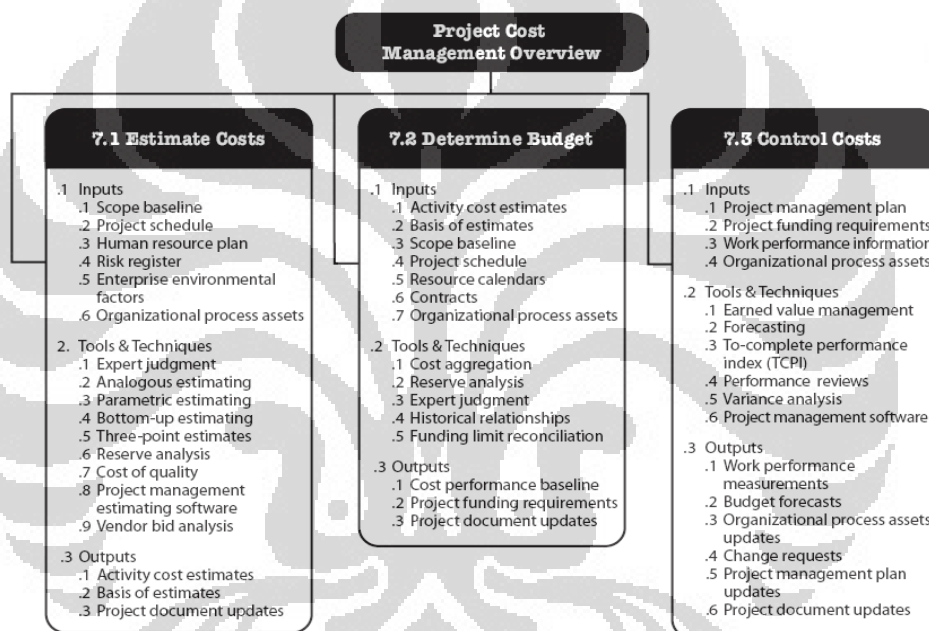 Project Cost
Management Overview
7.1 Estimate Costs
.1 Inputs
.1 Scope baseline
.2 Project schedule
.3 Human resource plan
.4 Risk register
.5 Enterprise environmental
factors
.6 Organizational process assets
2. Tools & Techniques
.1 Expert judgment
.2 Analogous estimating
.3 Parametric estimating
.4 Bottom-up estimating
.5 Three-point estimates
.6 Reserve analysis
.7 Cost of quality
.8 Project management
estimating software
.9 Vendor bid analysis
.3 Outputs
.1 Activity cost estimates
.2 Basis of estimates
.3 Project document updates
7.2 Determine Budget
.1 Inputs
.1 Activity cost estimates
.2 Basis of estimates
.3 Scope baseline
.4 Project schedule
.5 Resource calendars
.6 Contracts
.7 Organizational process assets
.2 Tools & Techniques
.1 Cost aggregation
.2 Reserve analysis
.3 Expert judgment
.4 Historical relationships
.5 Funding limit reconciliation
.3 Outputs
.1 Cost performance baseline
.2 Project funding requirements
.3 Project document updates
7.3 Control Costs
.1 Inputs
.1 Project management plan
.2 Project funding requirements
.3 Work performance information
.4 Organizational process assets
.2 Tools & Techniques
.1 Earned value management
.2 Forecasting
.3 To-complete performance
index (TCPI)
.4 Performance reviews
.5 Variance analysis
.6 Project management software
.3 Outputs
.1 Work performance
measurements
.2 Budget forecasts
.3 Organizational process assets
updates
.4 Change requests
.5 Project management plan
updates
.6 Project document updates